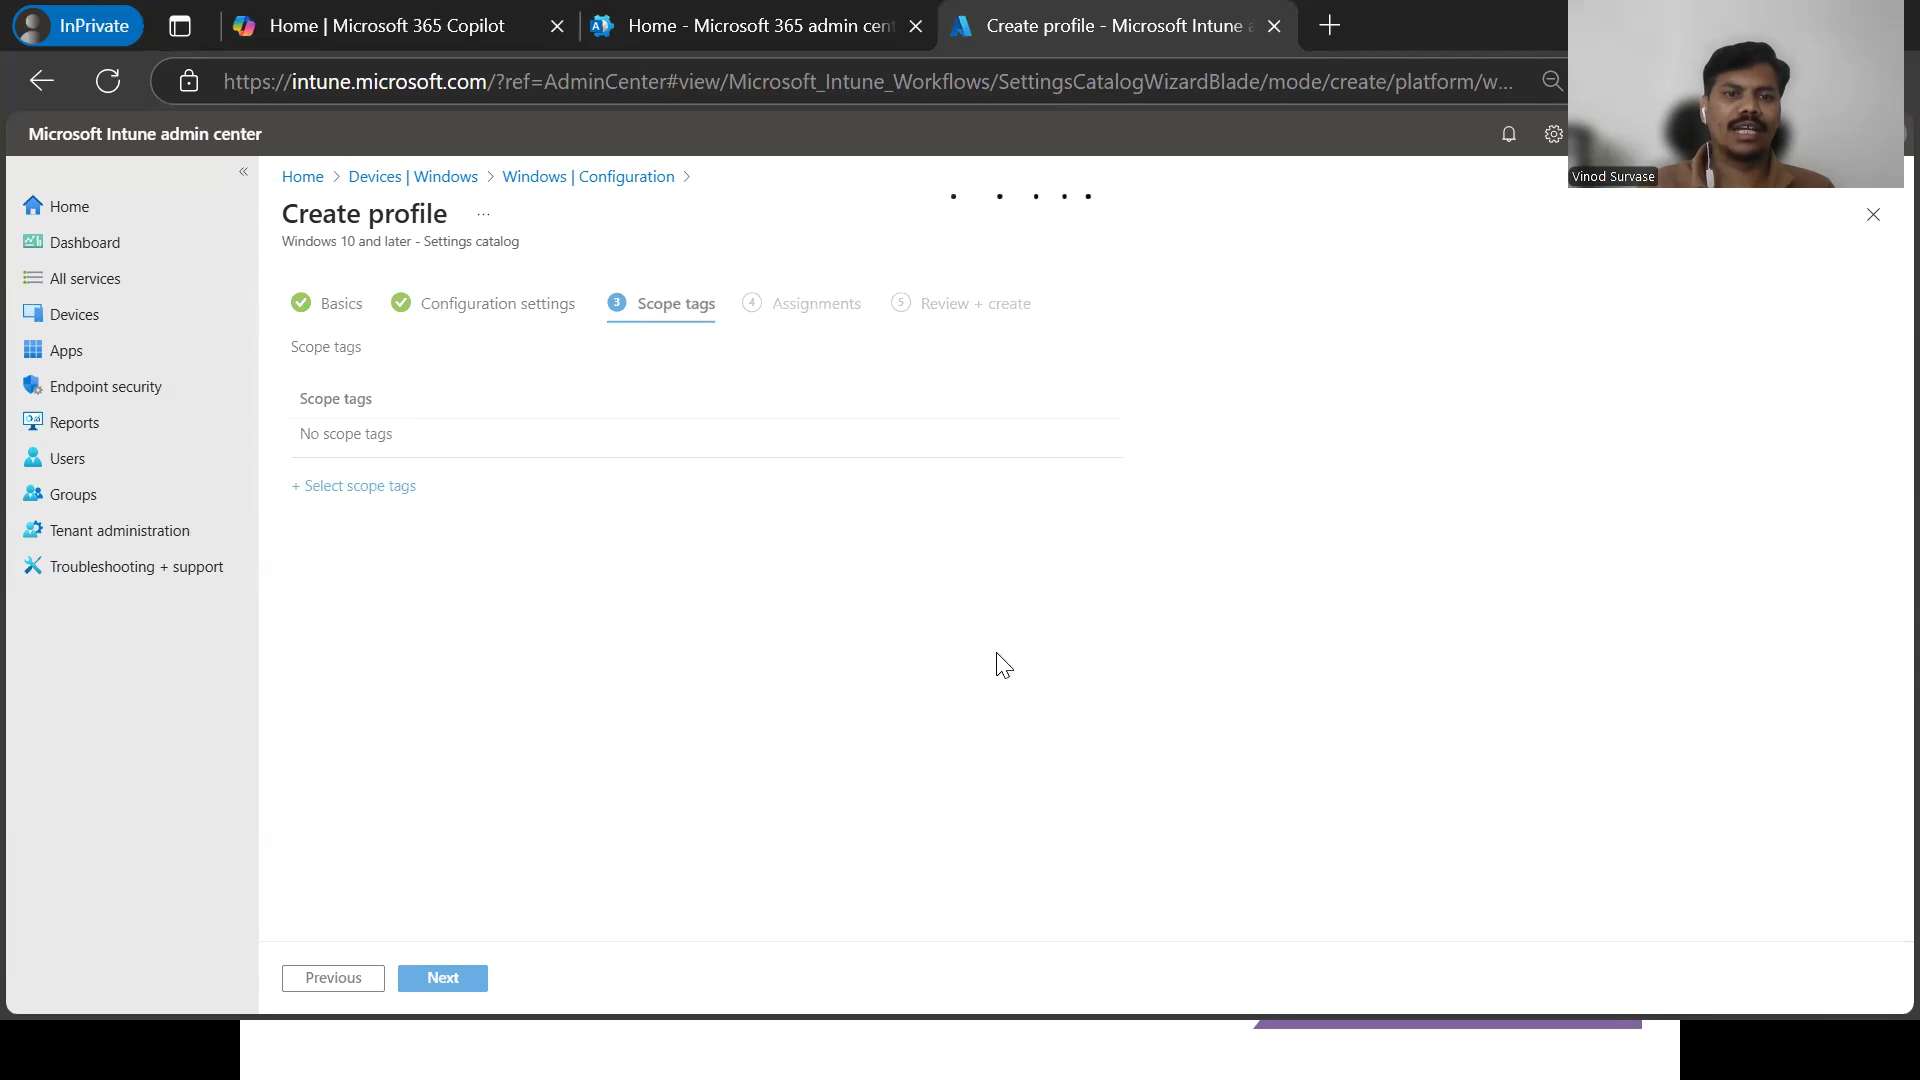 InPrivate
Home | Microsoft 365 Copilot
Home - Microsoft 365 admin cen
Create profile - Microsoft Intune a
https://intune.microsoft.com/?ref=AdminCenter#view/Microsoft_Intune_Workflows/SettingsCatalogWizardBlade/mode/create/platform/w...
Microsoft Intune admin center
Vinod Survase
Home > Devices | Windows > Windows | Configuration >
Create profile ...
Windows 10 and later - Settings catalog
Basics
Configuration settings
3 Scope tags
4 Assignments
5 Review + create
Scope tags
Scope tags
No scope tags
+ Select scope tags
Home
Dashboard
All services
Devices
Apps
Endpoint security
Reports
Users
Groups
Tenant administration
Troubleshooting + support
Previous
Next